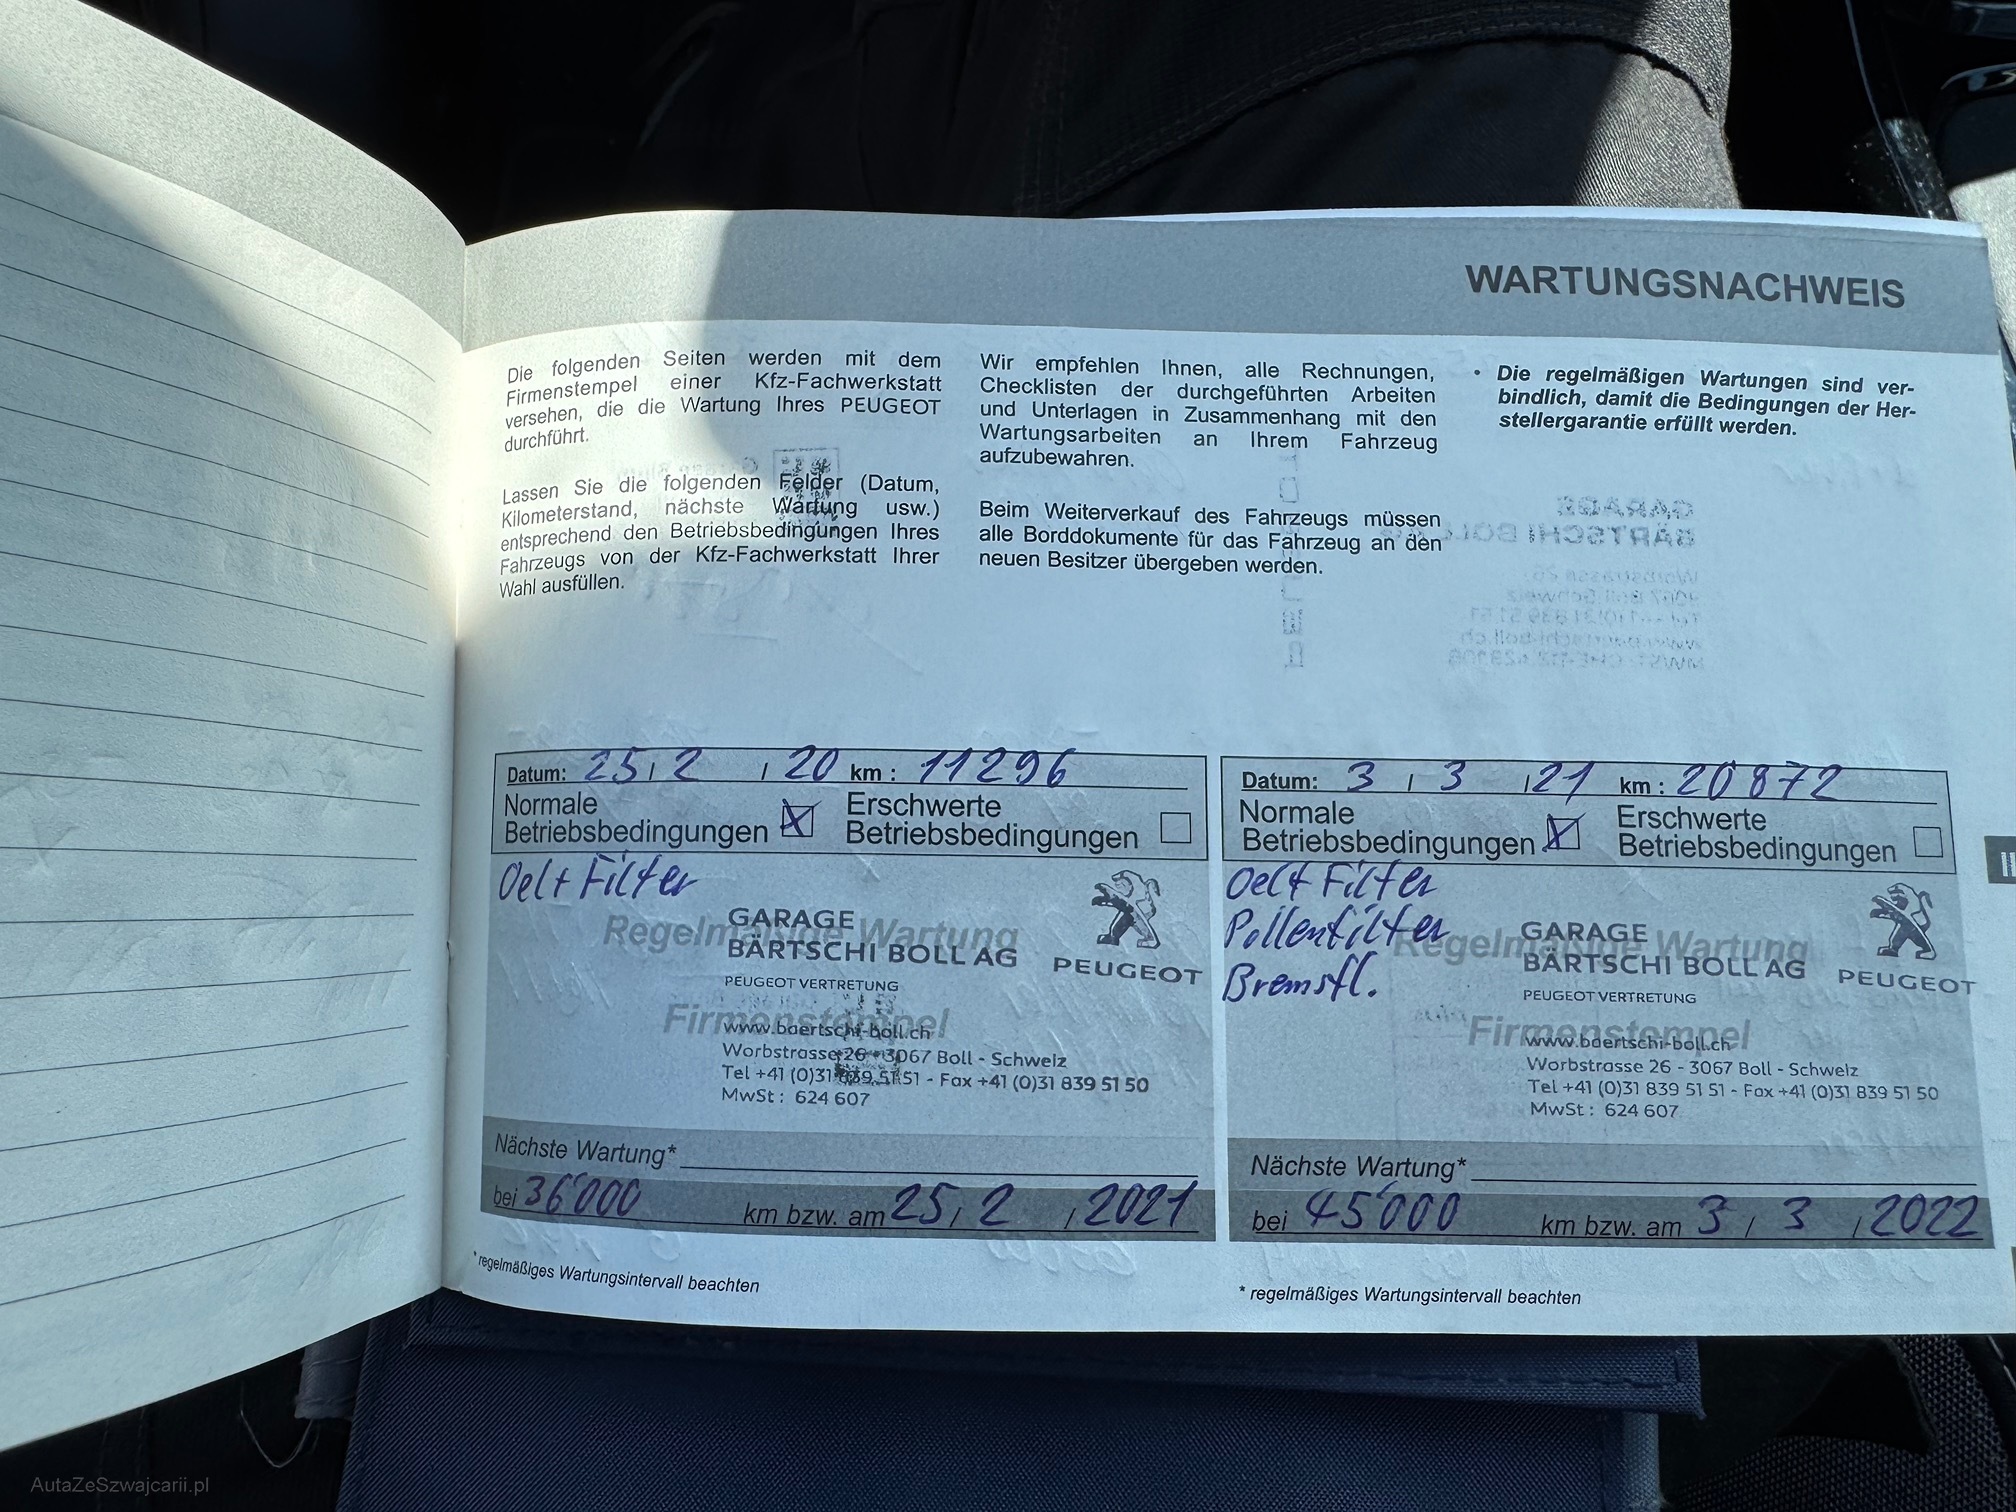 WARTUNGSNACHWEIS
Die folgenden Seiten werden mit dem
Firmenstempel einer Kfz-Fachwerkstatt
versehen, die die Wartung Ihres PEUGEOT
durchführt.
Lassen Sie die folgenden Felder (Datum,
Kilometerstand, nächste Wartung usw.)
entsprechend den Betriebsbedingungen Ihres
Fahrzeugs von der Kfz-Fachwerkstatt Ihrer
Wahl ausfüllen.
Wir empfehlen Ihnen, alle Rechnungen,
Checklisten der durchgeführten Arbeiten
und Unterlagen in Zusammenhang mit den
Wartungsarbeiten an Ihrem Fahrzeug
aufzubewahren.
Beim Weiterverkauf des Fahrzeugs müssen
alle Borddokumente für das Fahrzeug an den
neuen Besitzer übergeben werden.
• Die regelmäßigen Wartungen sind ver-
bindlich, damit die Bedingungen der Her-
stellergarantie erfüllt werden.
Datum: 25 / 2 / 20 km : 11296
Normale
Betriebsbedingungen
Erschwerte
Betriebsbedingungen
Oel + Filter
Regelmäßige Wartung
GARAGE
BÄRTSCHI BOLL AG
PEUGEOT VERTRETUNG
PEUGEOT
Firmenstempel
www.baertschi-boll.ch
Worbstrasse 26 - 3067 Boll - Schweiz
Tel +41 (0)31 839 51 51 - Fax +41 (0)31 839 51 50
MwSt : 624 607
Nächste Wartung*
bei 36'000 km bzw. am 25 / 2 / 2021
* regelmäßiges Wartungsintervall beachten
Datum: 3 / 3 / 21 km : 20872
Normale
Betriebsbedingungen
Erschwerte
Betriebsbedingungen
Oel + Filter
Pollenfilter
Bremsfl.
Regelmäßige Wartung
GARAGE
BÄRTSCHI BOLL AG
PEUGEOT VERTRETUNG
PEUGEOT
Firmenstempel
www.baertschi-boll.ch
Worbstrasse 26 - 3067 Boll - Schweiz
Tel +41 (0)31 839 51 51 - Fax +41 (0)31 839 51 50
MwSt : 624 607
Nächste Wartung*
bei 45'000 km bzw. am 3 / 3 / 2022
* regelmäßiges Wartungsintervall beachten
AutaZeSzwajcarii.pl